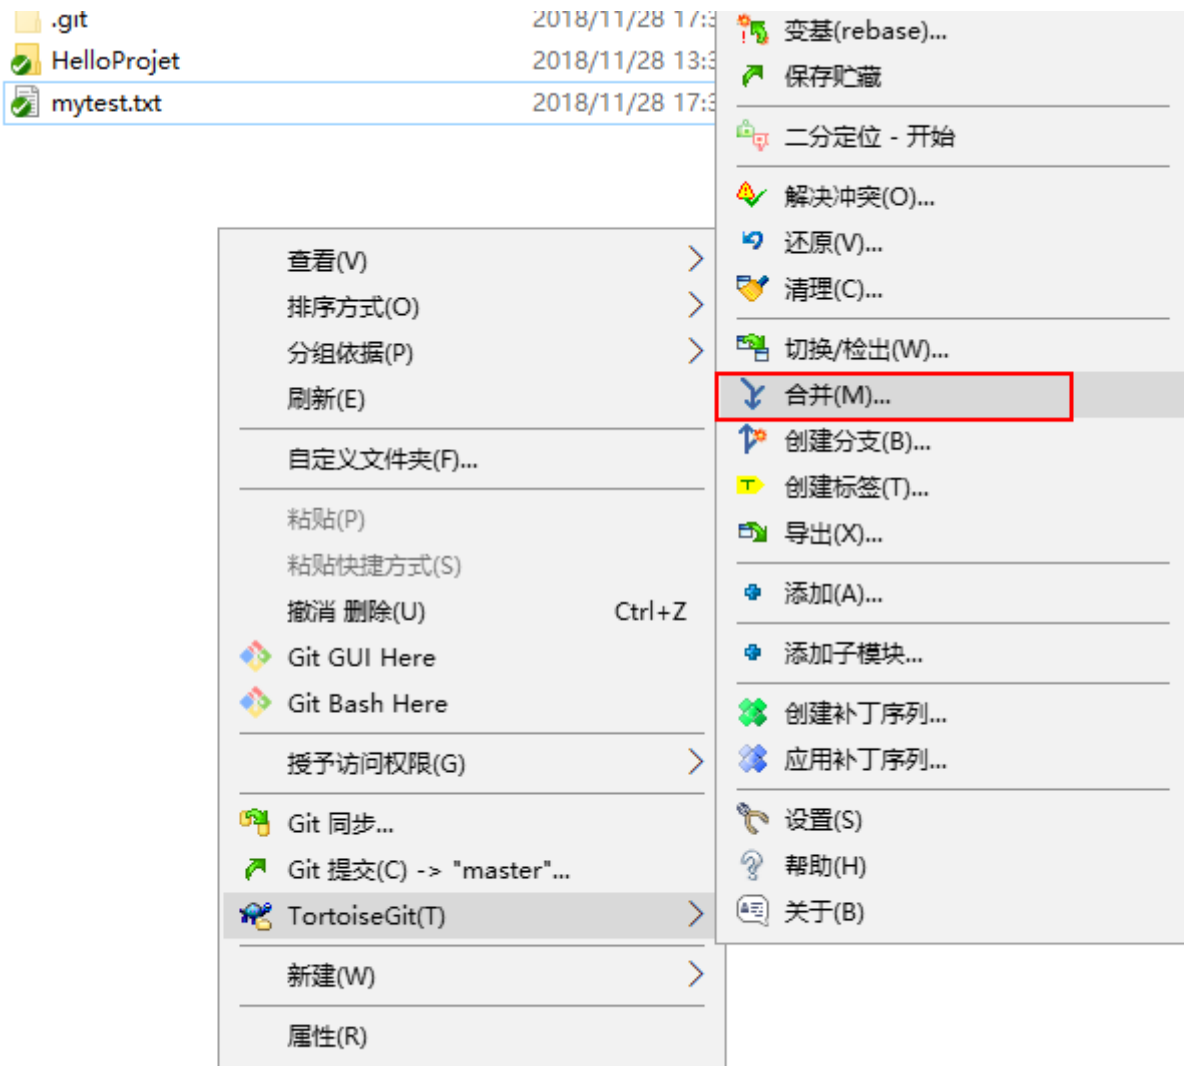 .git 2018/11/28 17:3
HelloProjet 2018/11/28 13:3
mytest.txt 2018/11/28 17:3
查看(V)
排序方式(O)
分组依据(P)
刷新(E)
自定义文件夹(F)...
粘贴(P)
粘贴快捷方式(S)
撤消 删除(U) Ctrl+Z
Git GUI Here
Git Bash Here
授予访问权限(G)
Git 同步...
Git 提交(C) -> "master"...
TortoiseGit(T)
新建(W)
属性(R)
变基(rebase)...
保存贮藏
二分定位 - 开始
解决冲突(O)...
还原(V)...
清理(C)...
切换/检出(W)...
合并(M)...
创建分支(B)...
创建标签(T)...
导出(X)...
添加(A)...
添加子模块...
创建补丁序列...
应用补丁序列...
设置(S)
帮助(H)
关于(B)